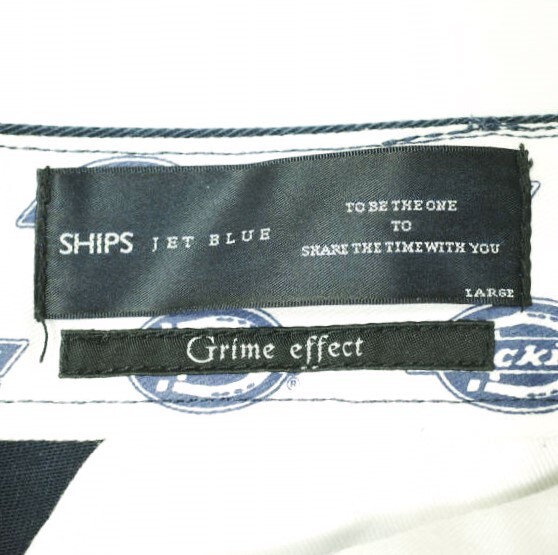 SHIPS JET BLUE
TO BE THE ONE
TO
SHARE THE TIME WITH YOU
LARGE
Grime effect
®